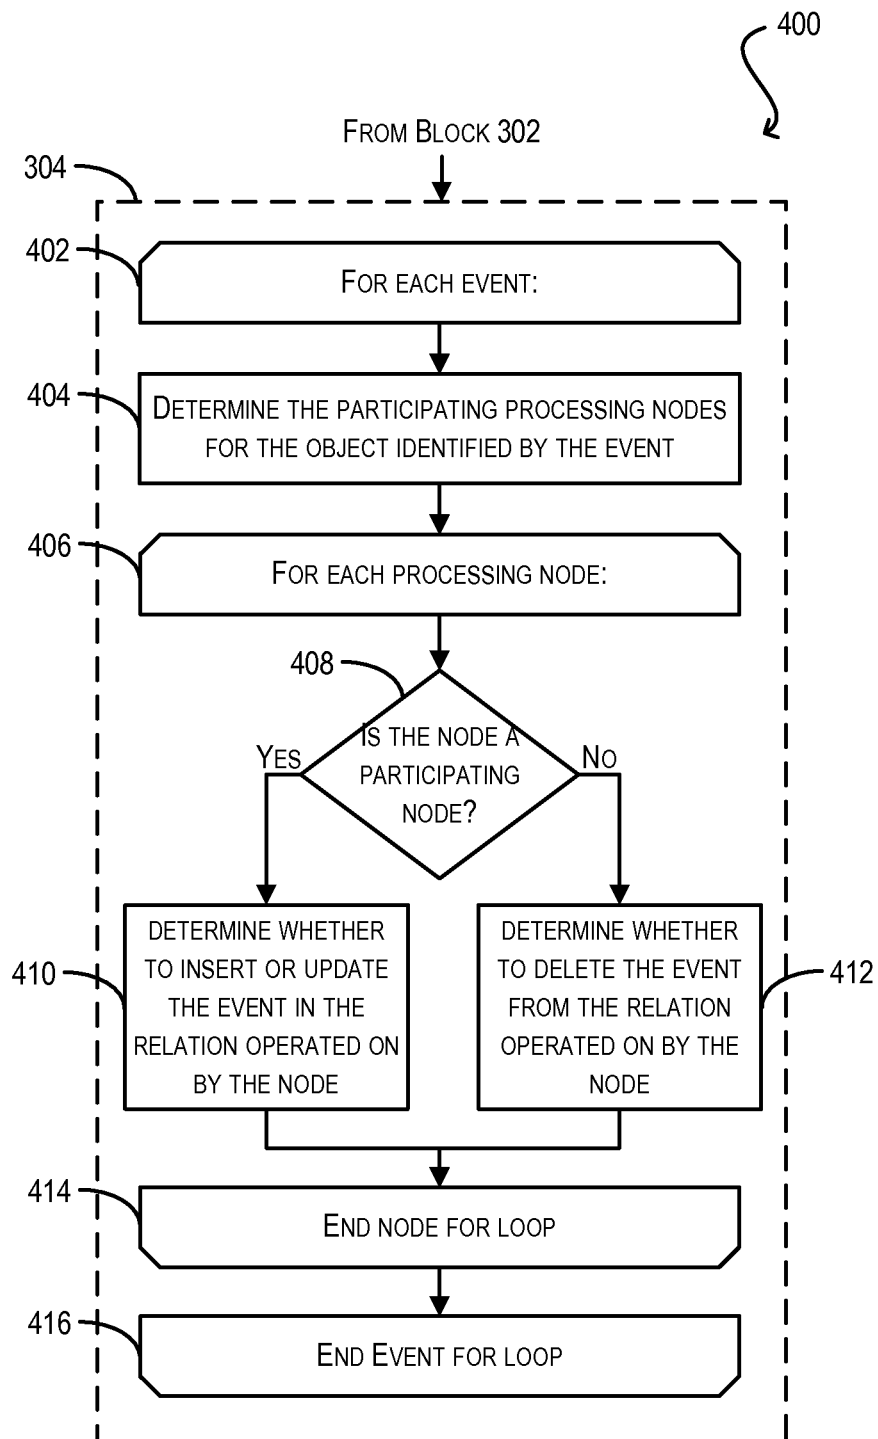 400
FROM BLOCK 302
304
402
FOR EACH EVENT:
404
DETERMINE THE PARTICIPATING PROCESSING NODES
FOR THE OBJECT IDENTIFIED BY THE EVENT
406
FOR EACH PROCESSING NODE:
408
IS THE NODE A
PARTICIPATING
NODE?
YES
NO
410
DETERMINE WHETHER
TO INSERT OR UPDATE
THE EVENT IN THE
RELATION OPERATED ON
BY THE NODE
DETERMINE WHETHER
TO DELETE THE EVENT
FROM THE RELATION
OPERATED ON BY THE
NODE
412
414
END NODE FOR LOOP
416
END EVENT FOR LOOP